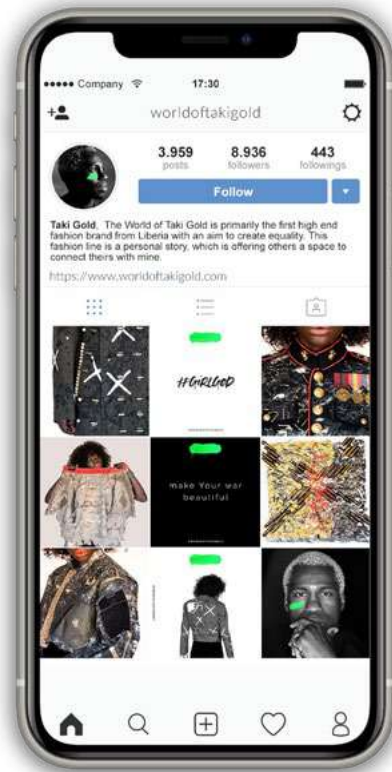 Company 17:30
worldoftakigold
3.959 8.936 443
posts followers followings
Follow
Taki Gold, The World of Taki Gold is primarily the first high end
fashion brand from Liberia with an aim to create equality. This
fashion line is a personal story, which is offering others a space to
connect theirs with mine.
https://www.worldoftakigold.com
#GIRLGOD
make Your war
beautiful